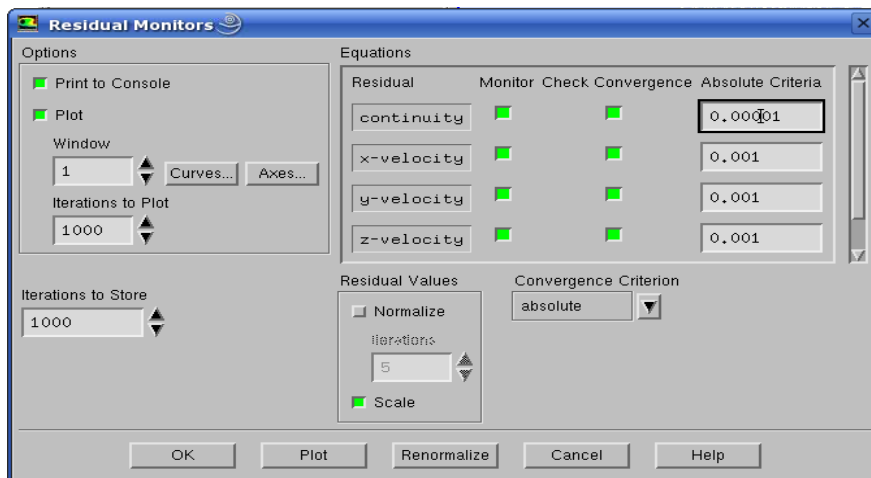 Residual Monitors
Options
Print to Console
Plot
Window
1
Curves... Axes...
Iterations to Plot
1000
Iterations to Store
1000
Equations
Residual Monitor Check Convergence Absolute Criteria
continuity 0.00001
x-velocity 0.001
y-velocity 0.001
z-velocity 0.001
Residual Values
Normalize
Iterations
5
Scale
Convergence Criterion
absolute
OK Plot Renormalize Cancel Help